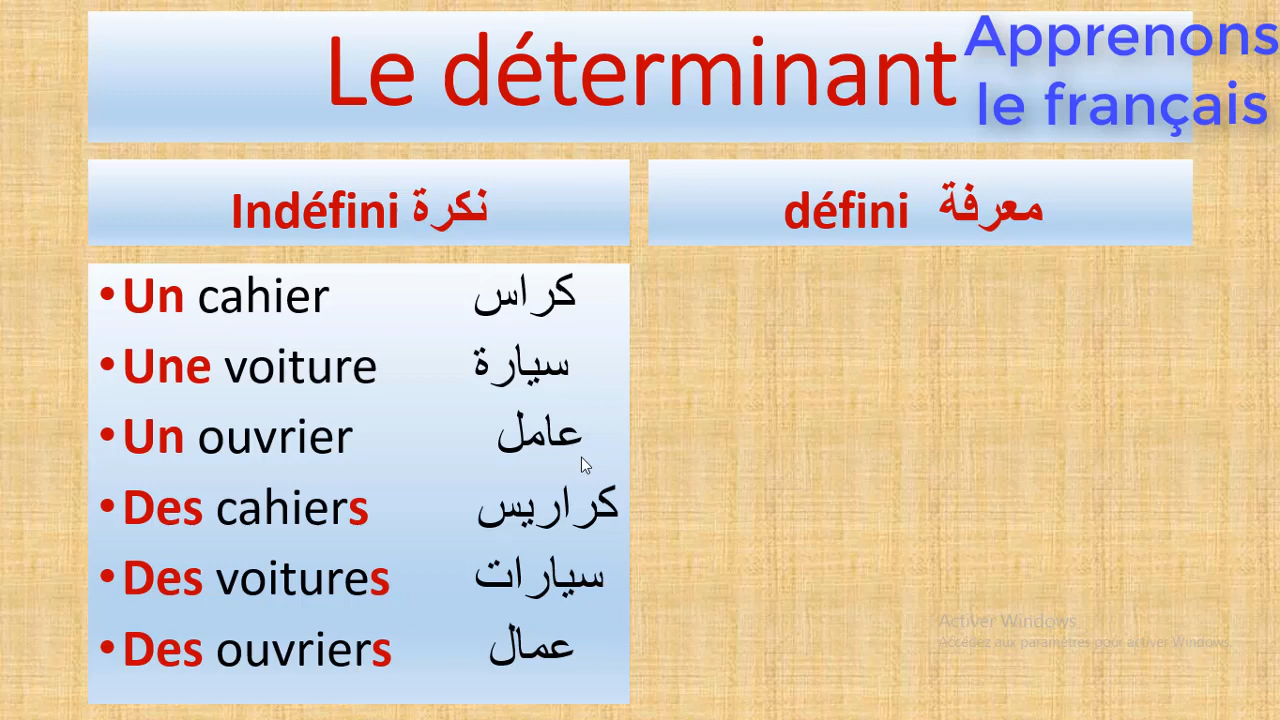 Le déterminant
Apprenons
le français
Indéfini نكرة
défini معرفة
•Un cahier كراس
•Une voiture سيارة
•Un ouvrier عامل
•Des cahiers كراريس
•Des voitures سيارات
•Des ouvriers عمال
Activer Windows
Accédez aux paramètres pour activer Windows.